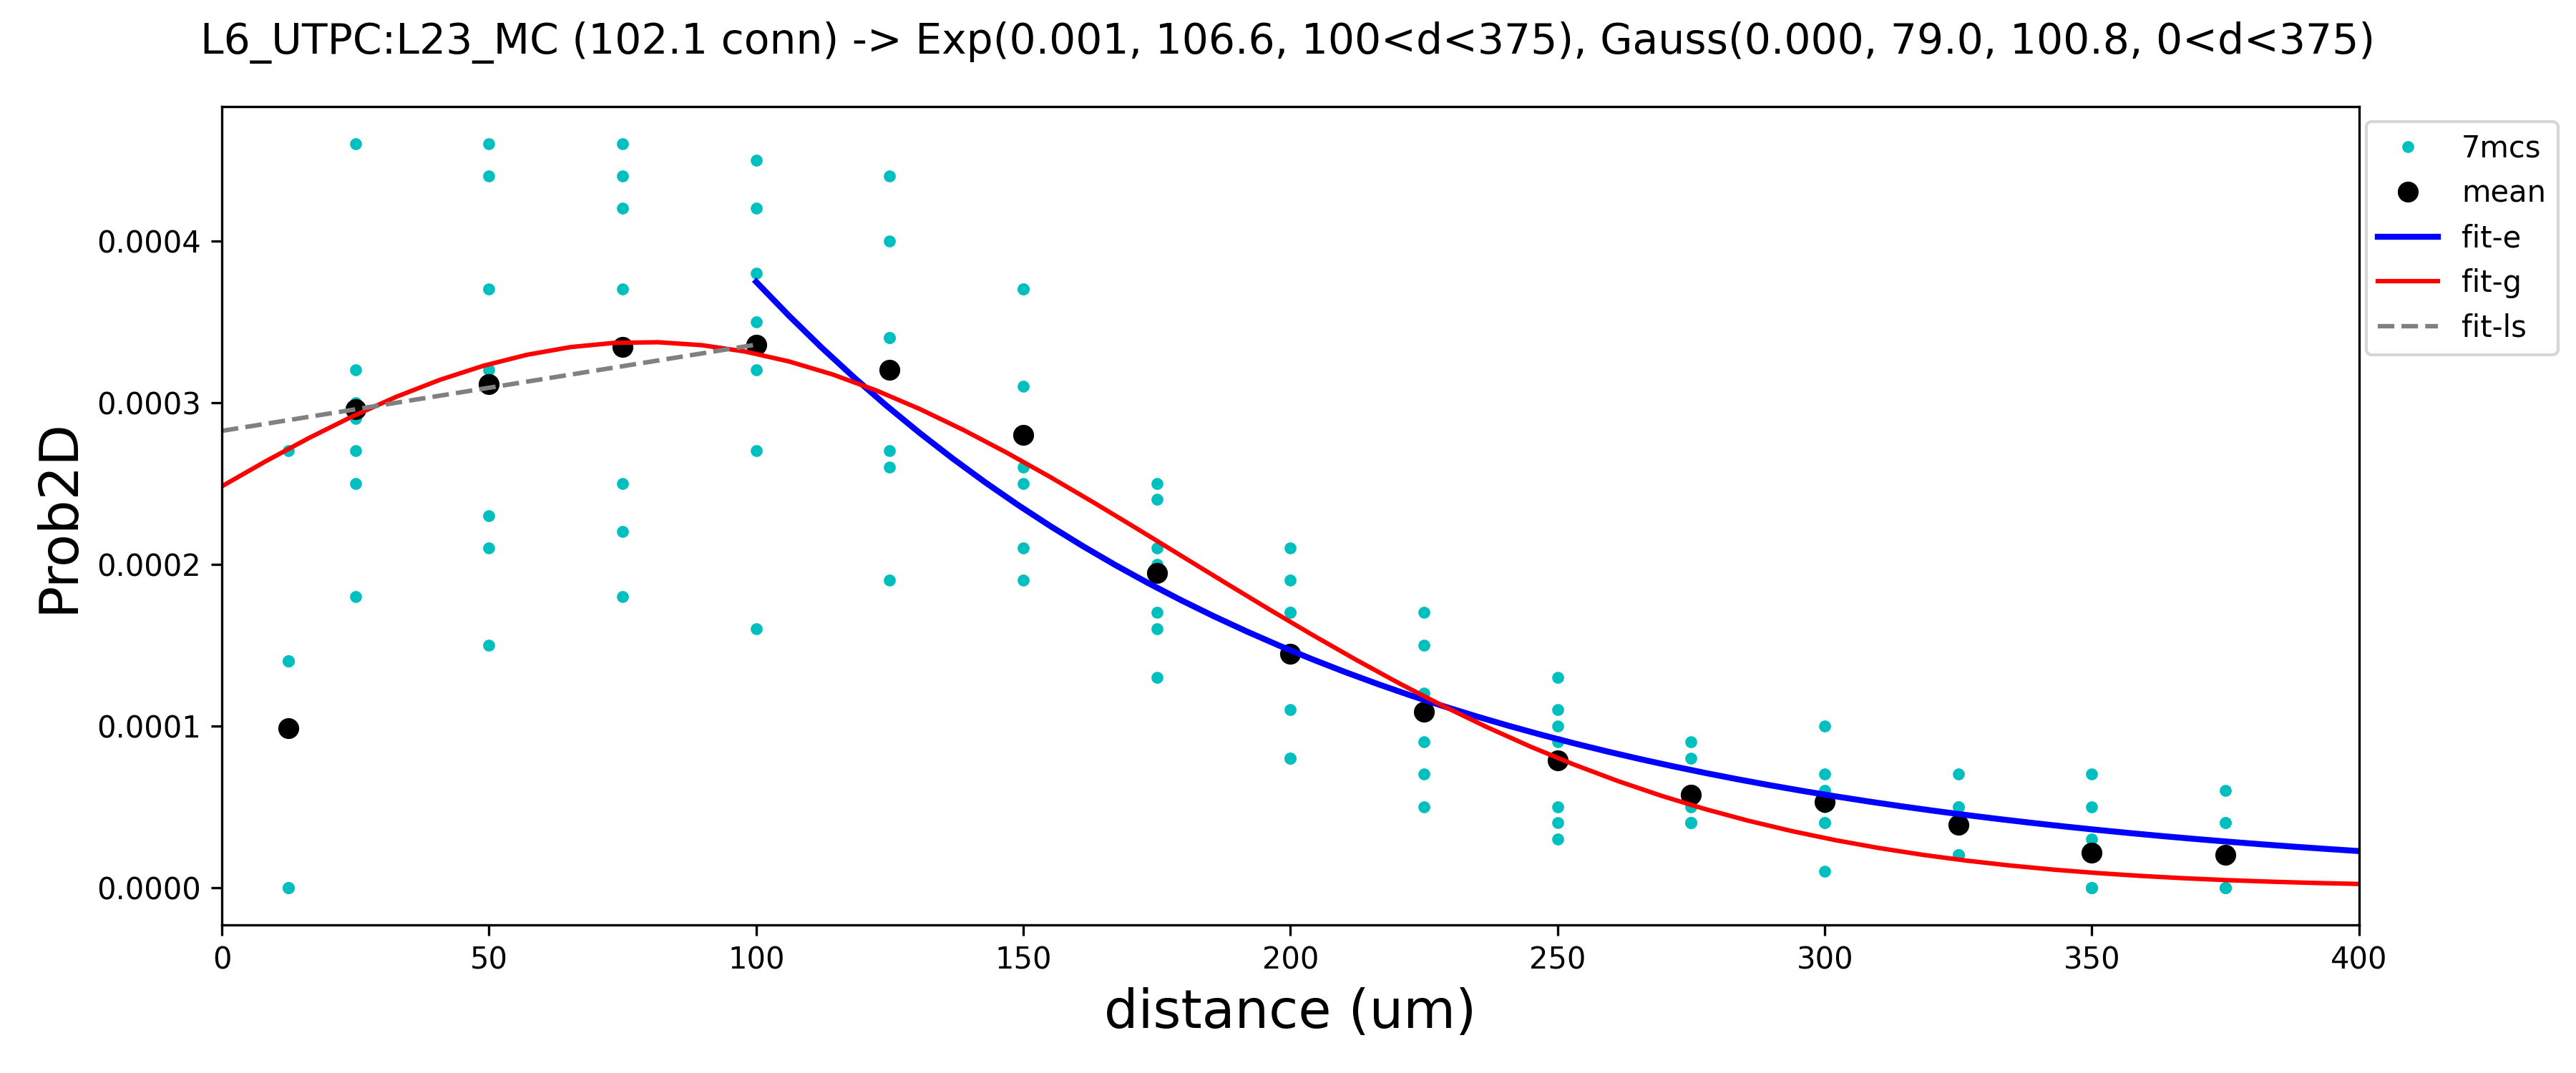 L6_UTPC:L23_MC (102.1 conn) -> Exp(0.001, 106.6, 100<d<375), Gauss(0.000, 79.0, 100.8, 0<d<375)
7mcs
mean
fit-e
fit-g
fit-ls
Prob2D
0.0004
0.0003
0.0002
0.0001
0.0000
0 50 100 150 200 250 300 350 400
distance (um)